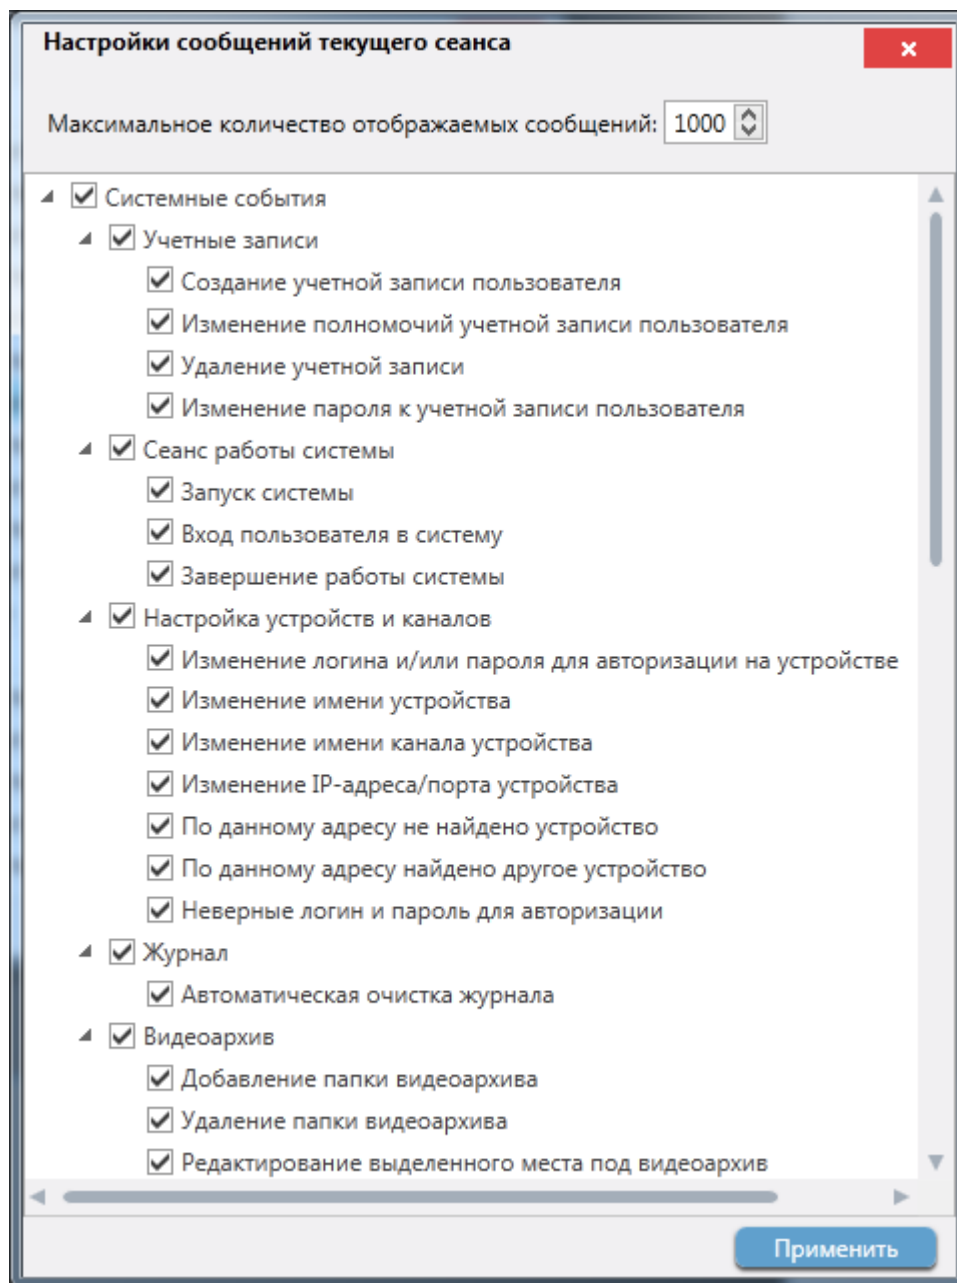 Настройки сообщений текущего сеанса
Максимальное количество отображаемых сообщений: 1000
Системные события
Учетные записи
Создание учетной записи пользователя
Изменение полномочий учетной записи пользователя
Удаление учетной записи
Изменение пароля к учетной записи пользователя
Сеанс работы системы
Запуск системы
Вход пользователя в систему
Завершение работы системы
Настройка устройств и каналов
Изменение логина и/или пароля для авторизации на устройстве
Изменение имени устройства
Изменение имени канала устройства
Изменение IP-адреса/порта устройства
По данному адресу не найдено устройство
По данному адресу найдено другое устройство
Неверные логин и пароль для авторизации
Журнал
Автоматическая очистка журнала
Видеоархив
Добавление папки видеоархива
Удаление папки видеоархива
Редактирование выделенного места под видеоархив
Применить